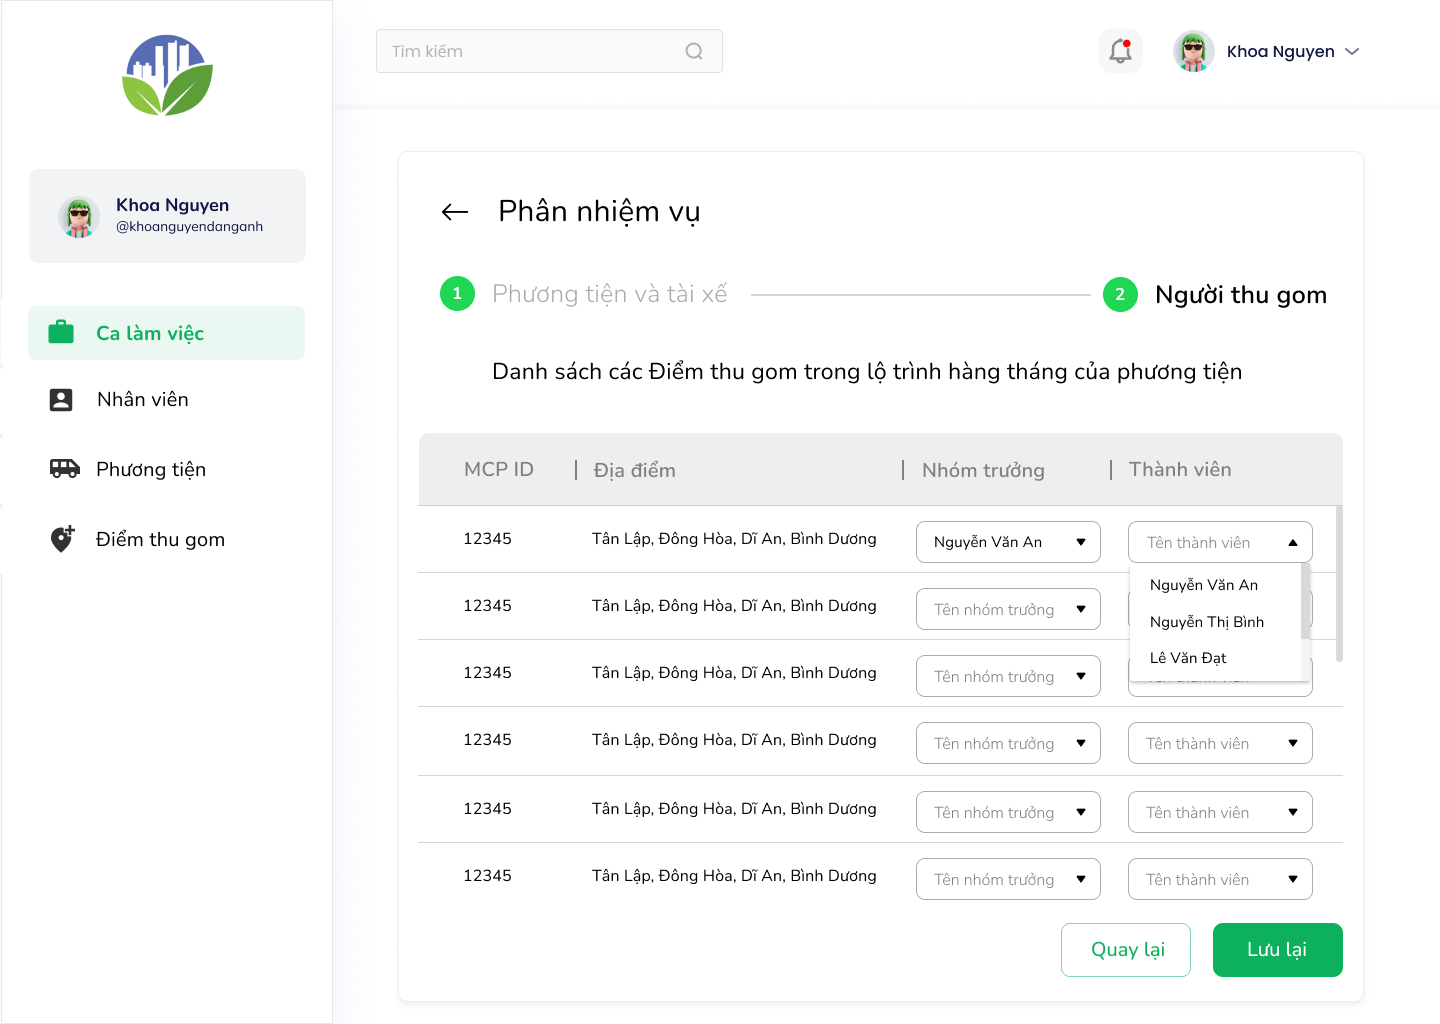 Tìm kiếm
Khoa Nguyen
Khoa Nguyen
@khoanguyendanganh
Ca làm việc
Nhân viên
Phương tiện
Điểm thu gom
Phân nhiệm vụ
1 Phương tiện và tài xế
2 Người thu gom
Danh sách các Điểm thu gom trong lộ trình hàng tháng của phương tiện
MCP ID | Địa điểm | Nhóm trưởng | Thành viên
12345 Tân Lập, Đông Hòa, Dĩ An, Bình Dương Nguyễn Văn An Tên thành viên
Nguyễn Văn An
12345 Tân Lập, Đông Hòa, Dĩ An, Bình Dương Tên nhóm trưởng
Nguyễn Thị Bình
Lê Văn Đạt
12345 Tân Lập, Đông Hòa, Dĩ An, Bình Dương Tên nhóm trưởng
12345 Tân Lập, Đông Hòa, Dĩ An, Bình Dương Tên nhóm trưởng Tên thành viên
12345 Tân Lập, Đông Hòa, Dĩ An, Bình Dương Tên nhóm trưởng Tên thành viên
12345 Tân Lập, Đông Hòa, Dĩ An, Bình Dương Tên nhóm trưởng Tên thành viên
Quay lại
Lưu lại